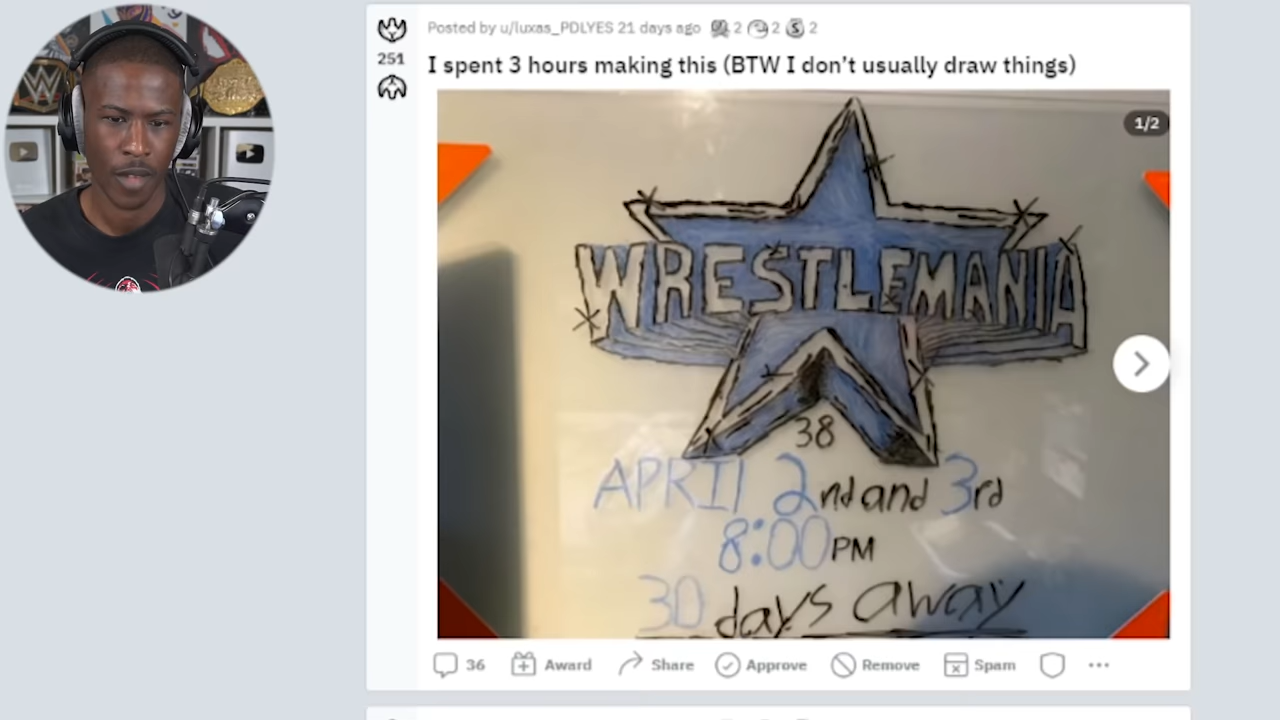 Posted by u/luxas_PDLYES 21 days ago 2 2 2
251
I spent 3 hours making this (BTW I don't usually draw things)
1/2
WRESTLEMANIA
38
APRIl 2nd and 3rd
8:00PM
30 days away
36 Award Share Approve Remove Spam